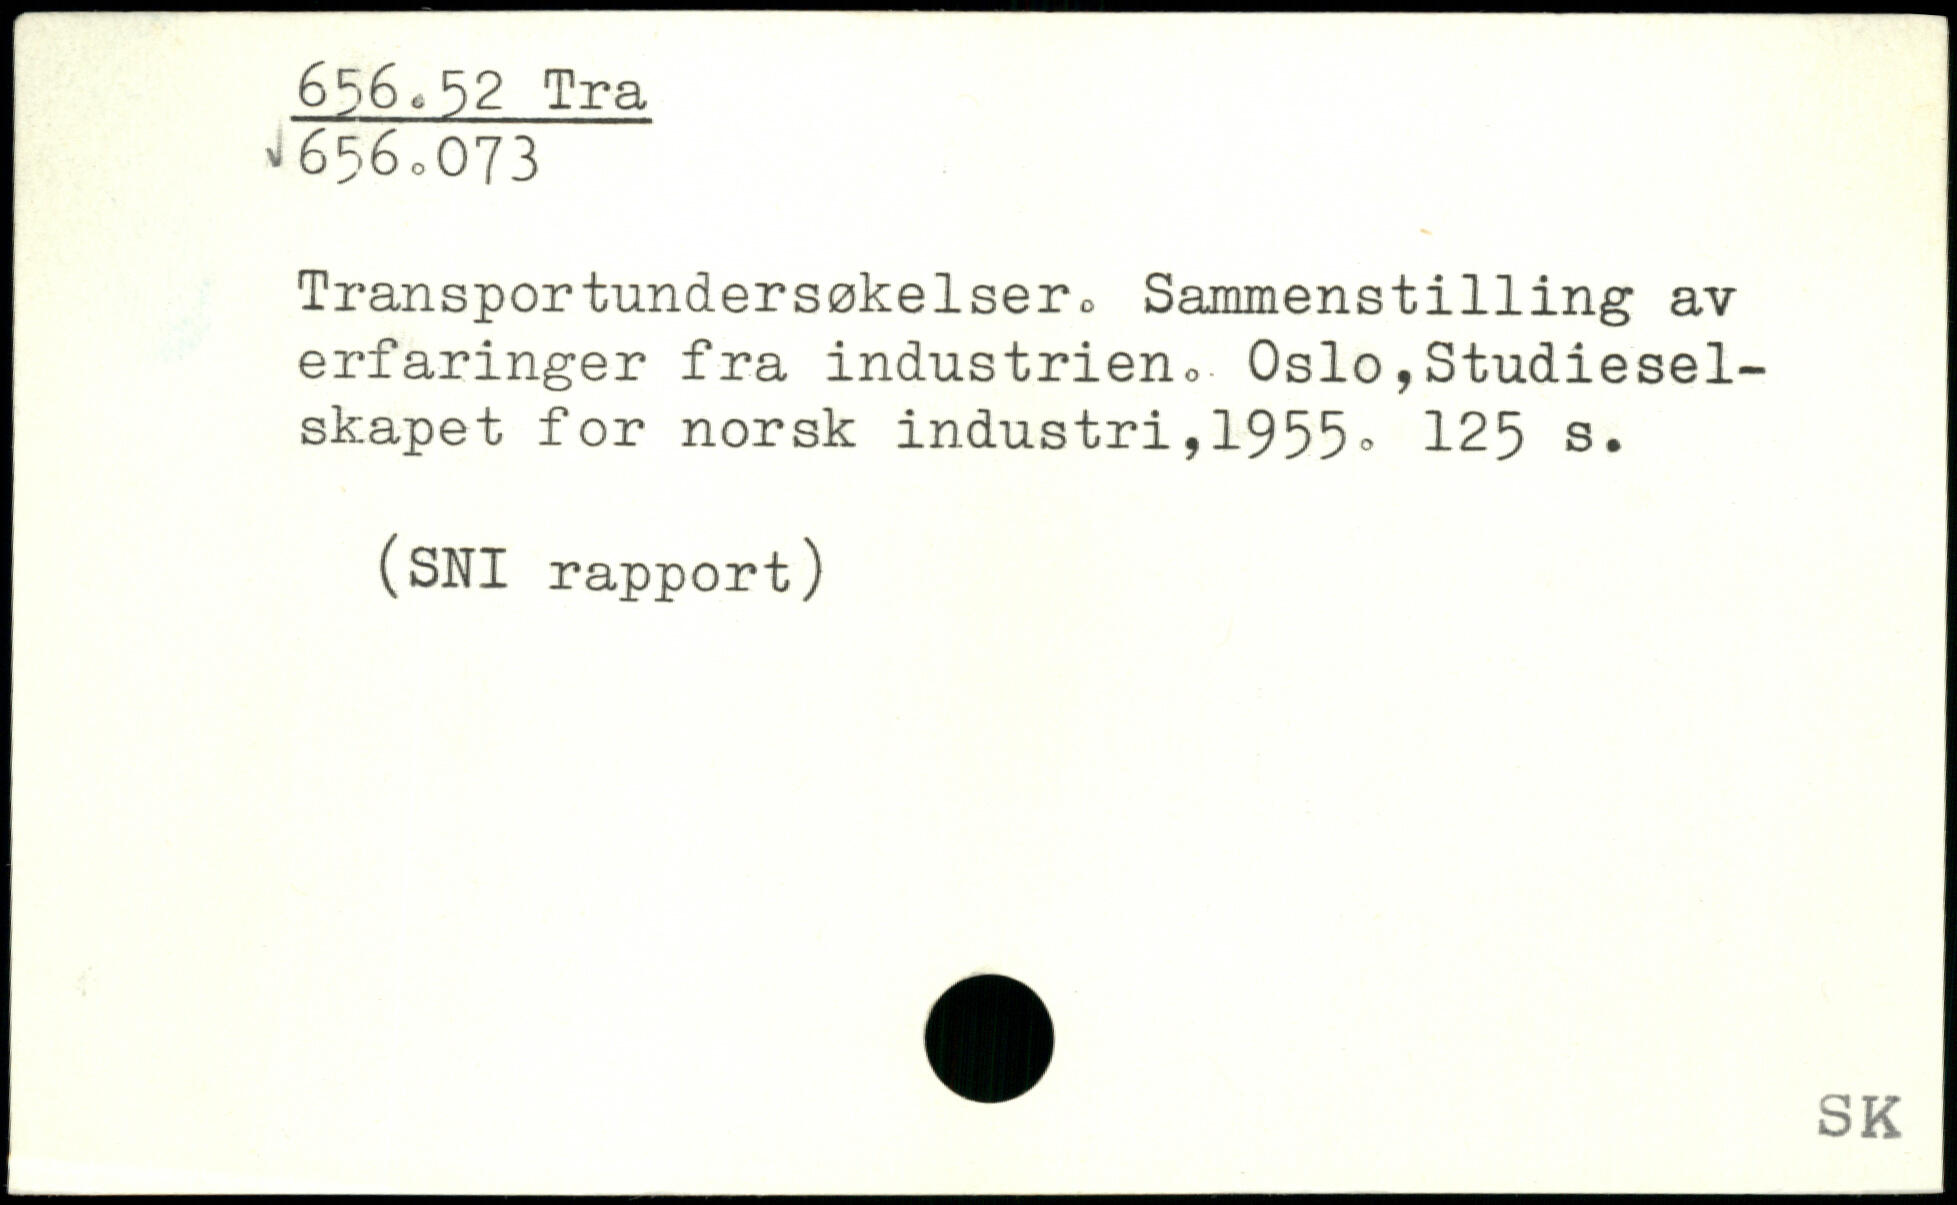 656.52 Tra
√656.073
Transportundersøkelser. Sammenstilling av
erfaringer fra industrien. Oslo,Studiesel-
skapet for norsk industri,1955. 125 s.
(SNI rapport)
SK